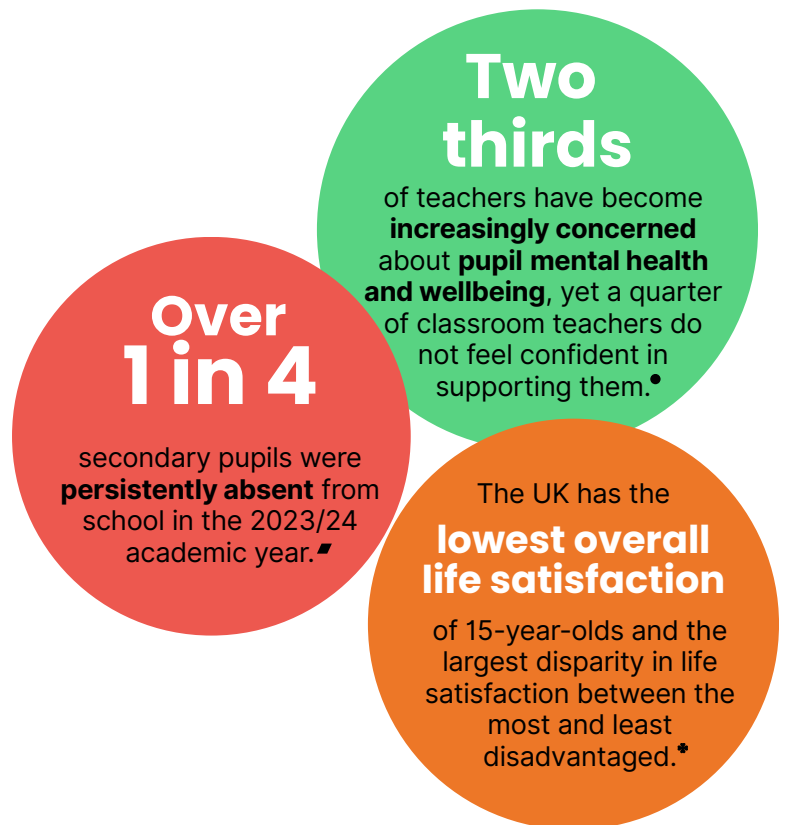 Two
thirds
of teachers have become
increasingly concerned
about pupil mental health
and wellbeing, yet a quarter
of classroom teachers do
not feel confident in
supporting them.●
Over
1 in 4
secondary pupils were
persistently absent from
school in the 2023/24
academic year.▰
The UK has the
lowest overall
life satisfaction
of 15-year-olds and the
largest disparity in life
satisfaction between the
most and least
disadvantaged.✤